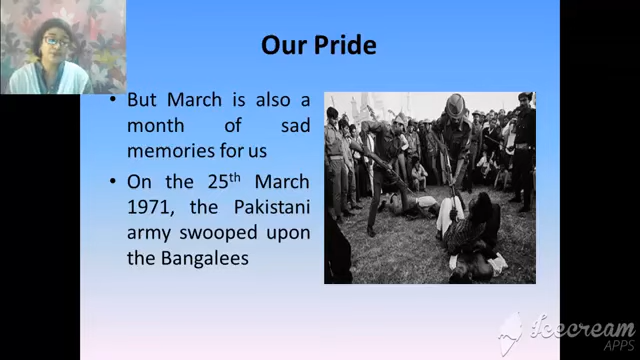 Our Pride
• But March is also a
month of sad
memories for us
• On the 25th March
1971, the Pakistani
army swooped upon
the Bangalees
Icecream
APPS